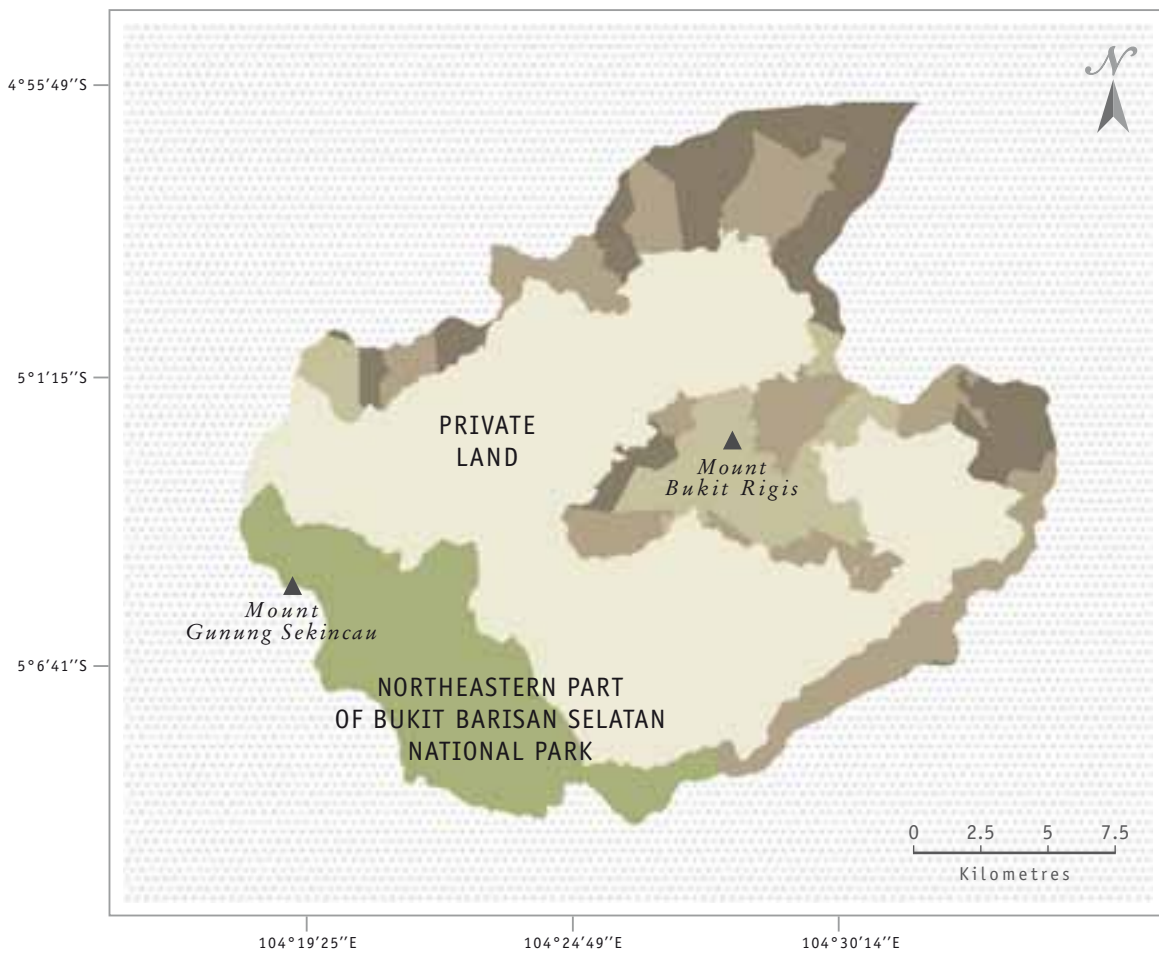 N
4°55′49′′S
5°1′15′′S
PRIVATE
LAND
Mount
Bukit Rigis
Mount
Gunung Sekincau
5°6′41′′S
NORTHEASTERN PART
OF BUKIT BARISAN SELATAN
NATIONAL PARK
0 2.5 5 7.5
Kilometres
104°19′25′′E 104°24′49′′E 104°30′14′′E